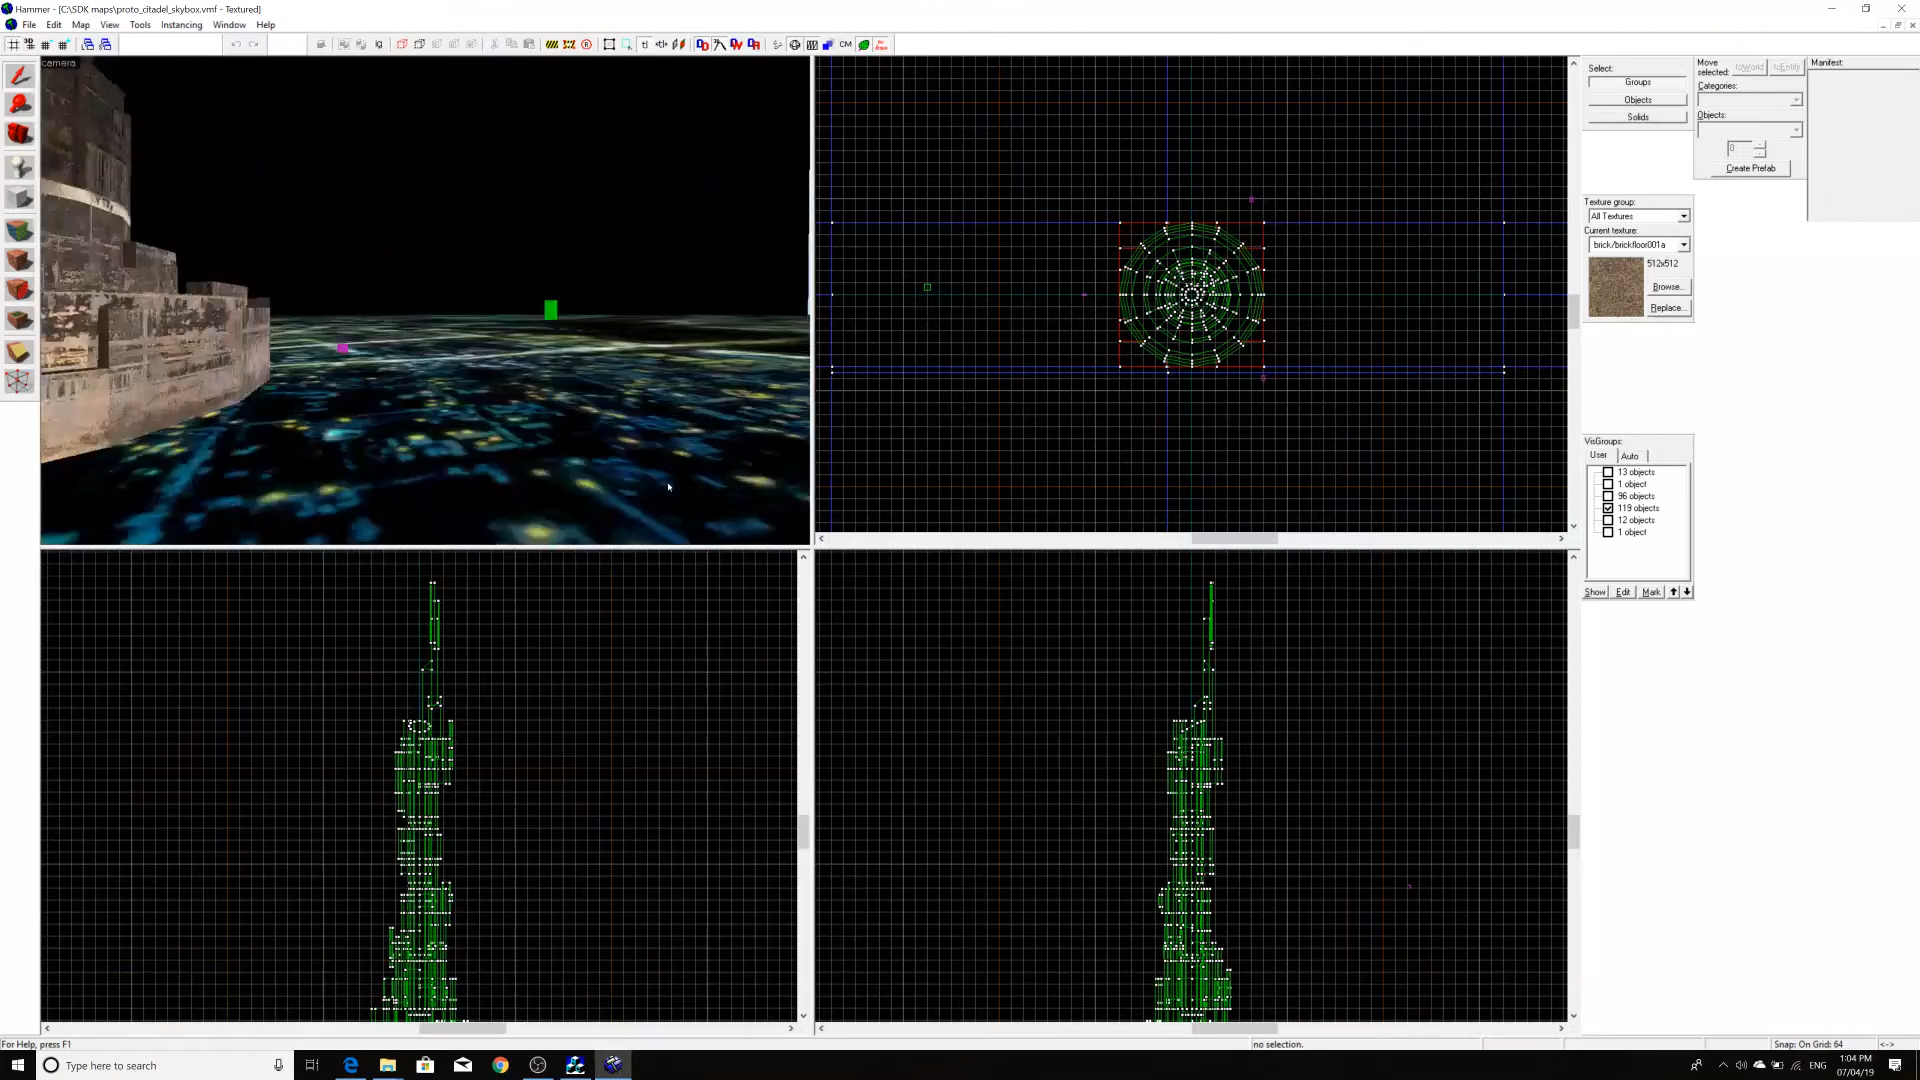 Hammer - [C:\SDK maps\proto_citadel_skybox.vmf - Textured]
File Edit Map View Tools Instancing Window Help
CM
camera
Select:
Groups
Objects
Solids
Move selected:
toWorld
toEntity
Categories:
Objects:
0
Create Prefab
Manifest:
Texture group:
All Textures
Current texture:
brick/brickfloor001a
512x512
Browse...
Replace...
VisGroups:
User Auto
13 objects
1 object
96 objects
119 objects
12 objects
1 object
Show Edit Mark
For Help, press F1
no selection.
Snap: On Grid: 64
<->
Type here to search
ENG
1:04 PM
07/04/19